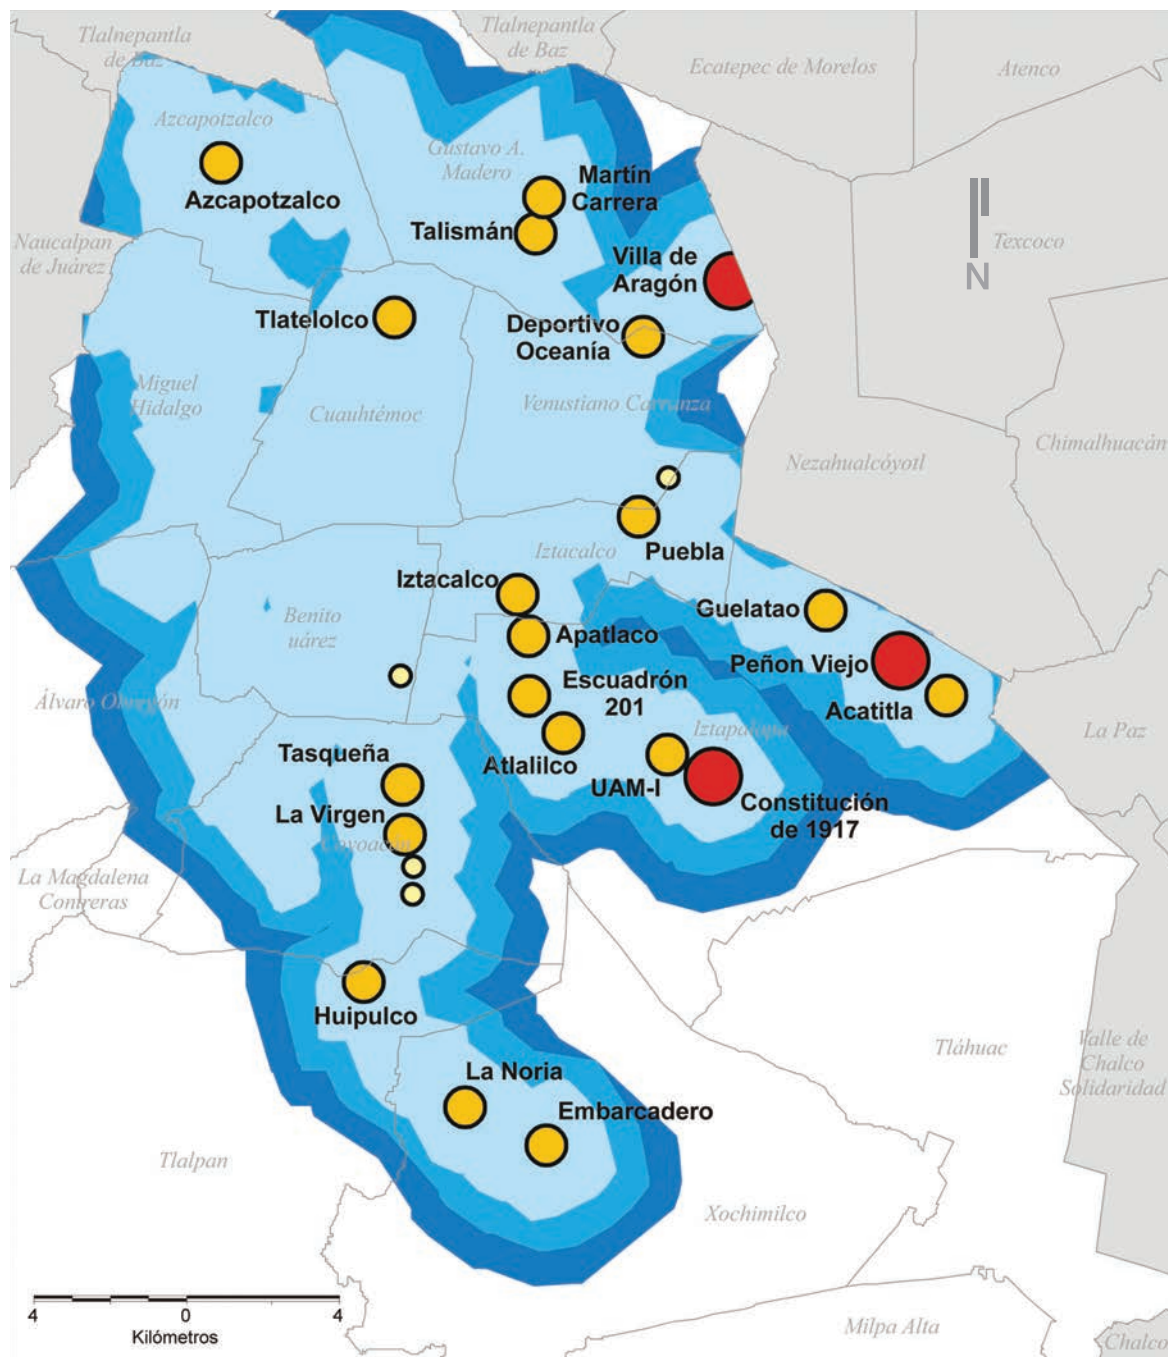 Tlalnepantla
de Baz
Tlalnepantla
de Baz
Ecatepec de Morelos
Atenco
Azcapotzalco
Gustavo A.
Madero
Martín
Carrera
Azcapotzalco
Talismán
Naucalpan
de Juárez
Villa de
Aragón
Texcoco
N
Tlatelolco
Deportivo
Oceanía
Miguel
Hidalgo
Cuauhtémoc
Venustiano Carranza
Nezahualcóyotl
Chimalhuacán
Iztacalco
Puebla
Iztacalco
Guelatao
Benito
uárez
Apatlaco
Peñon Viejo
Escuadrón
201
Álvaro Obregón
Acatitla
Iztapalapa
La Paz
Tasqueña
Atlalilco
UAM-I
Constitución
de 1917
La Virgen
Coyoacán
La Magdalena
Contreras
Huipulco
Tláhuac
Valle de
Chalco
Solidaridad
La Noria
Embarcadero
Tlalpan
Xochimilco
4 0 4
Kilómetros
Milpa Alta
Chalco